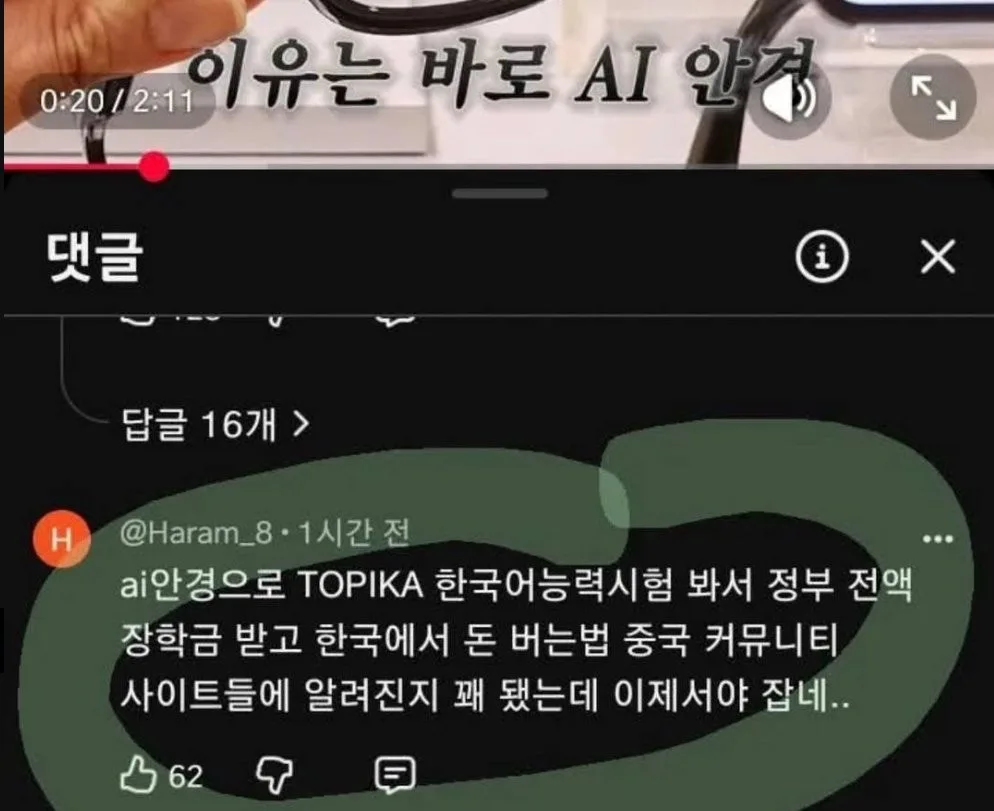 이유는 바로 AI 안경
0:20 / 2:11
댓글
답글 16개 >
H
@Haram_8 • 1시간 전
ai안경으로 TOPIKA 한국어능력시험 봐서 정부 전액
장학금 받고 한국에서 돈 버는법 중국 커뮤니티
사이트들에 알려진지 꽤 됐는데 이제서야 잡네..
62